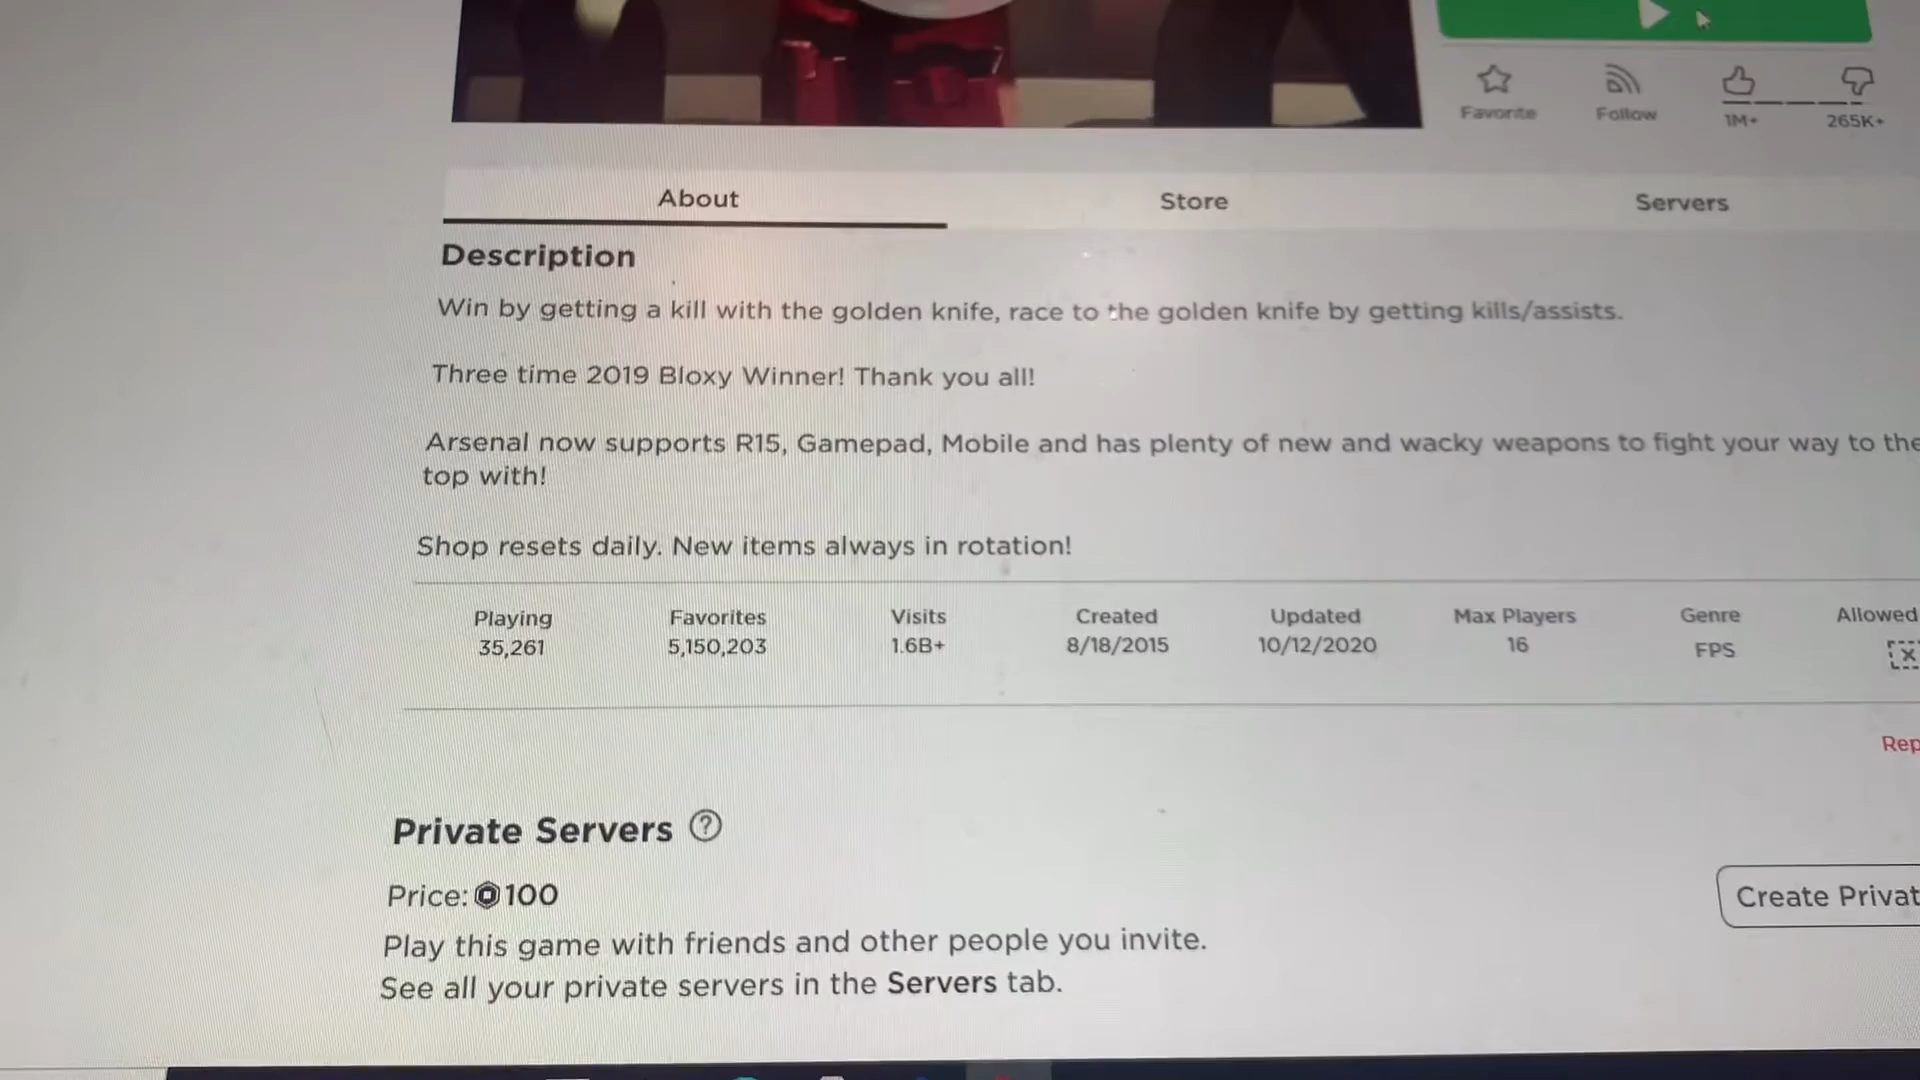 Favorite
Follow
1M+
265K+
About
Store
Servers
Description
Win by getting a kill with the golden knife, race to the golden knife by getting kills/assists.
Three time 2019 Bloxy Winner! Thank you all!
Arsenal now supports R15, Gamepad, Mobile and has plenty of new and wacky weapons to fight your way to the
top with!
Shop resets daily. New items always in rotation!
Playing
Favorites
Visits
Created
Updated
Max Players
Genre
Allowed
35,261
5,150,203
1.6B+
8/18/2015
10/12/2020
16
FPS
Rep
Private Servers ?
Price: 100
Create Privat
Play this game with friends and other people you invite.
See all your private servers in the Servers tab.